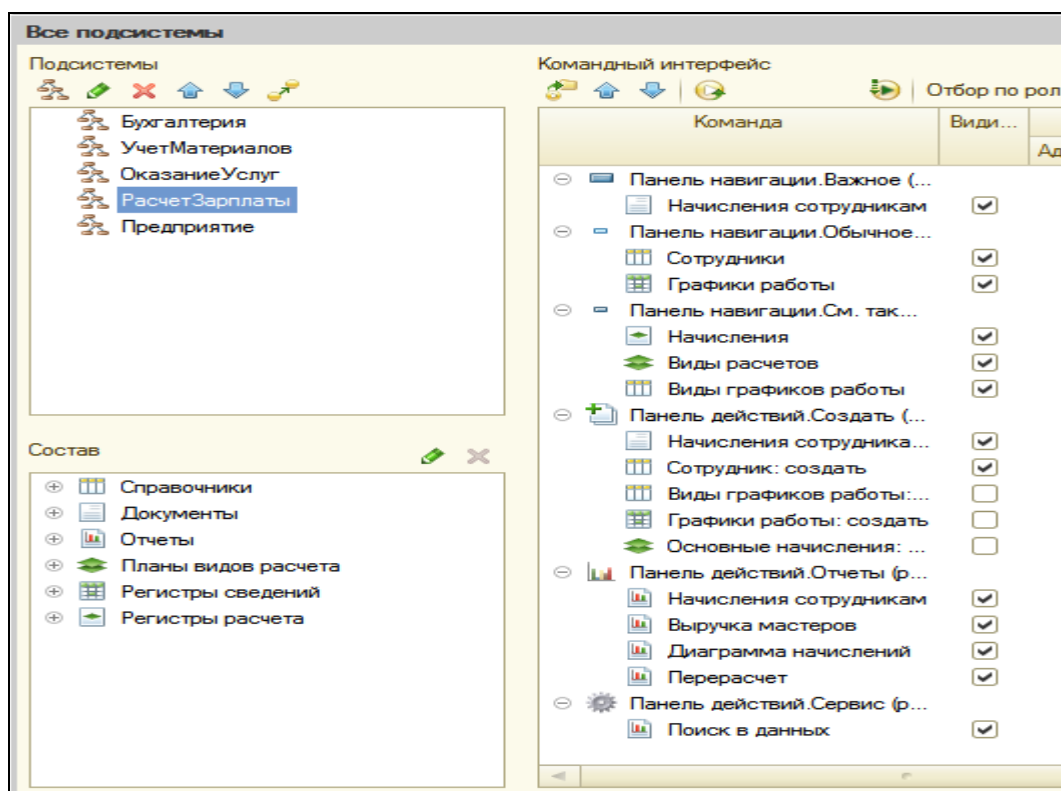 Все подсистемы
Подсистемы
Бухгалтерия
УчетМатериалов
ОказаниеУслуг
РасчетЗарплаты
Предприятие
Состав
Справочники
Документы
Отчеты
Планы видов расчета
Регистры сведений
Регистры расчета
Командный интерфейс
Отбор по рол
Команда
Види...
Ад
Панель навигации.Важное (...
Начисления сотрудникам
Панель навигации.Обычное...
Сотрудники
Графики работы
Панель навигации.См. так...
Начисления
Виды расчетов
Виды графиков работы
Панель действий.Создать (...
Начисления сотрудника...
Сотрудник: создать
Виды графиков работы:...
Графики работы: создать
Основные начисления: ...
Панель действий.Отчеты (р...
Начисления сотрудникам
Выручка мастеров
Диаграмма начислений
Перерасчет
Панель действий.Сервис (р...
Поиск в данных